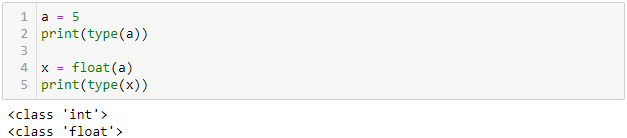 1 a = 5
2 print(type(a))
3
4 x = float(a)
5 print(type(x))
<class 'int'>
<class 'float'>